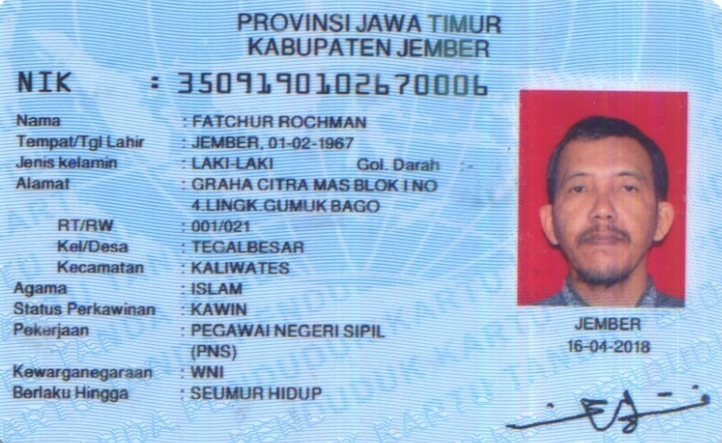 PROVINSI JAWA TIMUR
KABUPATEN JEMBER
NIK : 3509190102670006
Nama : FATCHUR ROCHMAN
Tempat/Tgl Lahir : JEMBER, 01-02-1967
Jenis kelamin : LAKI-LAKI Gol. Darah :-
Alamat : GRAHA CITRA MAS BLOK I NO
4.LINGK.GUMUK BAGO
RT/RW : 001/021
Kel/Desa : TEGALBESAR
Kecamatan : KALIWATES
Agama : ISLAM
Status Perkawinan : KAWIN
Pekerjaan : PEGAWAI NEGERI SIPIL
(PNS)
Kewarganegaraan : WNI
Berlaku Hingga : SEUMUR HIDUP
JEMBER
16-04-2018